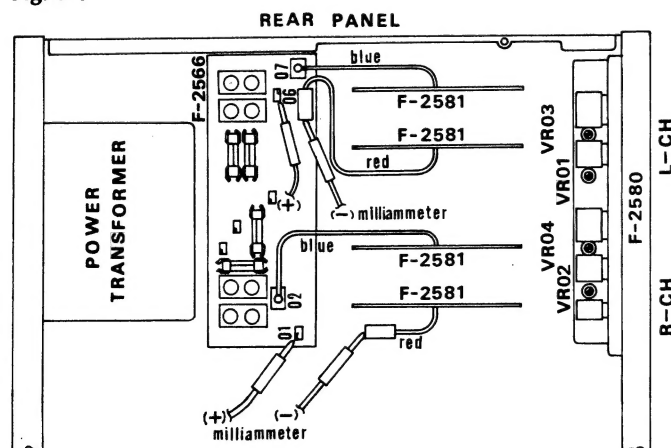 REAR PANEL
blue
F-2566
07
06
F-2581
F-2581
red
VR03
VR01
L-CH
POWER
TRANSFORMER
(+)
(-) milliammeter
F-2580
blue
F-2581
VR04
02
F-2581
VR02
R-CH
01
red
(+)
(-)
milliammeter